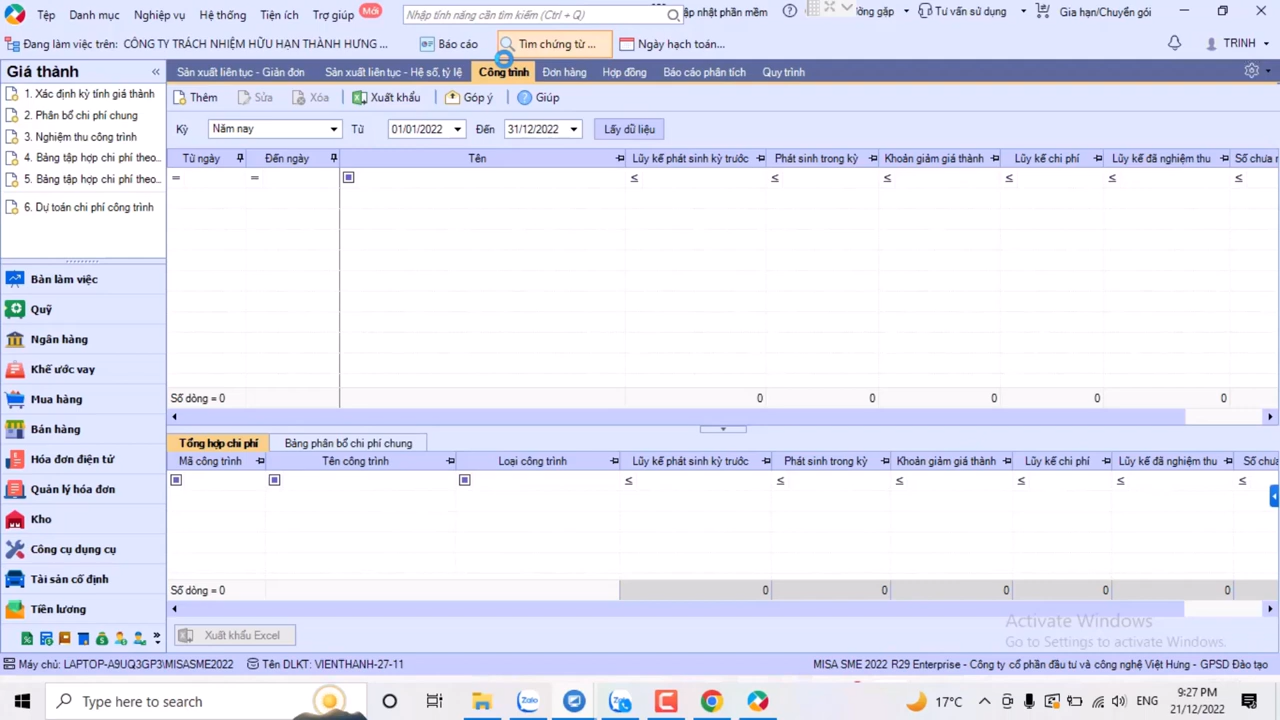 Tệp Danh mục Nghiệp vụ Hệ thống Tiện ích Trợ giúp Mới Nhập tính năng cần tìm kiếm (Ctrl + Q) nhật phần mềm Tư vấn sử dụng Gia hạn/Chuyển gói
Đang làm việc trên: CÔNG TY TRÁCH NHIỆM HỮU HẠN THÀNH HƯNG ... Báo cáo Tìm chứng từ ... Ngày hạch toán... TRINH
Giá thành « Sản xuất liên tục - Giản đơn Sản xuất liên tục - Hệ số, tỷ lệ Công trình Đơn hàng Hợp đồng Báo cáo phân tích Quy trình
1. Xác định kỳ tính giá thành
2. Phân bổ chi phí chung
3. Nghiệm thu công trình
4. Bảng tập hợp chi phí theo...
5. Bảng tập hợp chi phí theo...
6. Dự toán chi phí công trình
Thêm Sửa Xóa Xuất khẩu Góp ý Giúp
Kỳ Năm nay Từ 01/01/2022 Đến 31/12/2022 Lấy dữ liệu
Từ ngày Đến ngày Tên Lũy kế phát sinh kỳ trước Phát sinh trong kỳ Khoản giảm giá thành Lũy kế chi phí Lũy kế đã nghiệm thu Số chưa
= = ≤ ≤ ≤ ≤ ≤ ≤
Số dòng = 0 0 0 0 0 0
Tổng hợp chi phí Bảng phân bổ chi phí chung
Mã công trình Tên công trình Loại công trình Lũy kế phát sinh kỳ trước Phát sinh trong kỳ Khoản giảm giá thành Lũy kế chi phí Lũy kế đã nghiệm thu Số chưa
≤ ≤ ≤ ≤ ≤ ≤
Số dòng = 0 0 0 0 0 0
Xuất khẩu Excel
Bàn làm việc
Quỹ
Ngân hàng
Khế ước vay
Mua hàng
Bán hàng
Hóa đơn điện tử
Quản lý hóa đơn
Kho
Công cụ dụng cụ
Tài sản cố định
Tiền lương
Activate Windows
Go to Settings to activate Windows.
Máy chủ: LAPTOP-A9UQ3GP3\MISASME2022 Tên DLKT: VIENTHANH-27-11 MISA SME 2022 R29 Enterprise - Công ty cổ phần đầu tư và công nghệ Việt Hưng - GPSD Đào tạo
Type here to search Zalo 17°C ENG 9:27 PM
21/12/2022